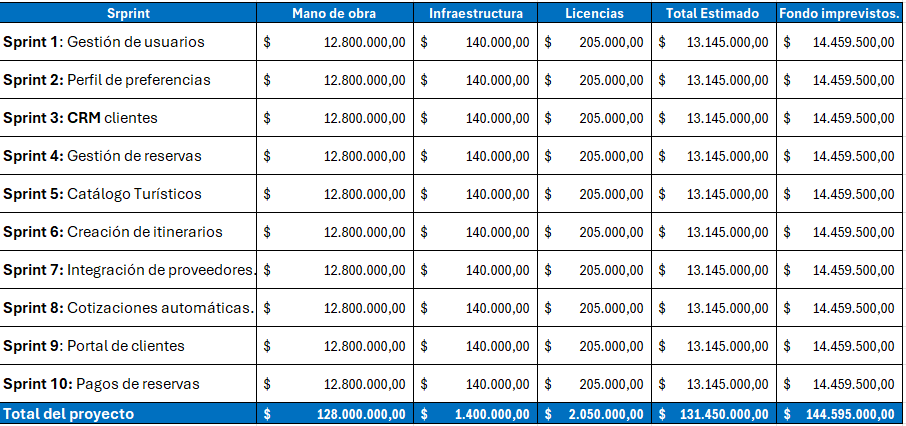 Srprint Mano de obra Infraestructura Licencias Total Estimado Fondo imprevistos.
Sprint 1: Gestión de usuarios $ 12.800.000,00 $ 140.000,00 $ 205.000,00 $ 13.145.000,00 $ 14.459.500,00
Sprint 2: Perfil de preferencias $ 12.800.000,00 $ 140.000,00 $ 205.000,00 $ 13.145.000,00 $ 14.459.500,00
Sprint 3: CRM clientes $ 12.800.000,00 $ 140.000,00 $ 205.000,00 $ 13.145.000,00 $ 14.459.500,00
Sprint 4: Gestión de reservas $ 12.800.000,00 $ 140.000,00 $ 205.000,00 $ 13.145.000,00 $ 14.459.500,00
Sprint 5: Catálogo Turísticos $ 12.800.000,00 $ 140.000,00 $ 205.000,00 $ 13.145.000,00 $ 14.459.500,00
Sprint 6: Creación de itinerarios $ 12.800.000,00 $ 140.000,00 $ 205.000,00 $ 13.145.000,00 $ 14.459.500,00
Sprint 7: Integración de proveedores. $ 12.800.000,00 $ 140.000,00 $ 205.000,00 $ 13.145.000,00 $ 14.459.500,00
Sprint 8: Cotizaciones automáticas. $ 12.800.000,00 $ 140.000,00 $ 205.000,00 $ 13.145.000,00 $ 14.459.500,00
Sprint 9: Portal de clientes $ 12.800.000,00 $ 140.000,00 $ 205.000,00 $ 13.145.000,00 $ 14.459.500,00
Sprint 10: Pagos de reservas $ 12.800.000,00 $ 140.000,00 $ 205.000,00 $ 13.145.000,00 $ 14.459.500,00
Total del proyecto $ 128.000.000,00 $ 1.400.000,00 $ 2.050.000,00 $ 131.450.000,00 $ 144.595.000,00